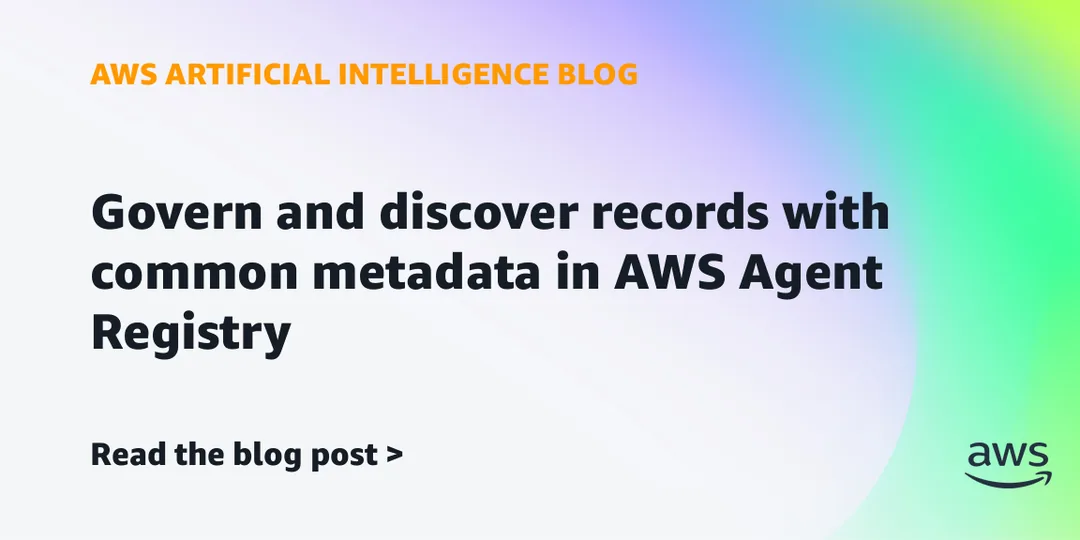 AWS ARTIFICIAL INTELLIGENCE BLOG
Govern and discover records with
common metadata in AWS Agent
Registry
Read the blog post >
aws